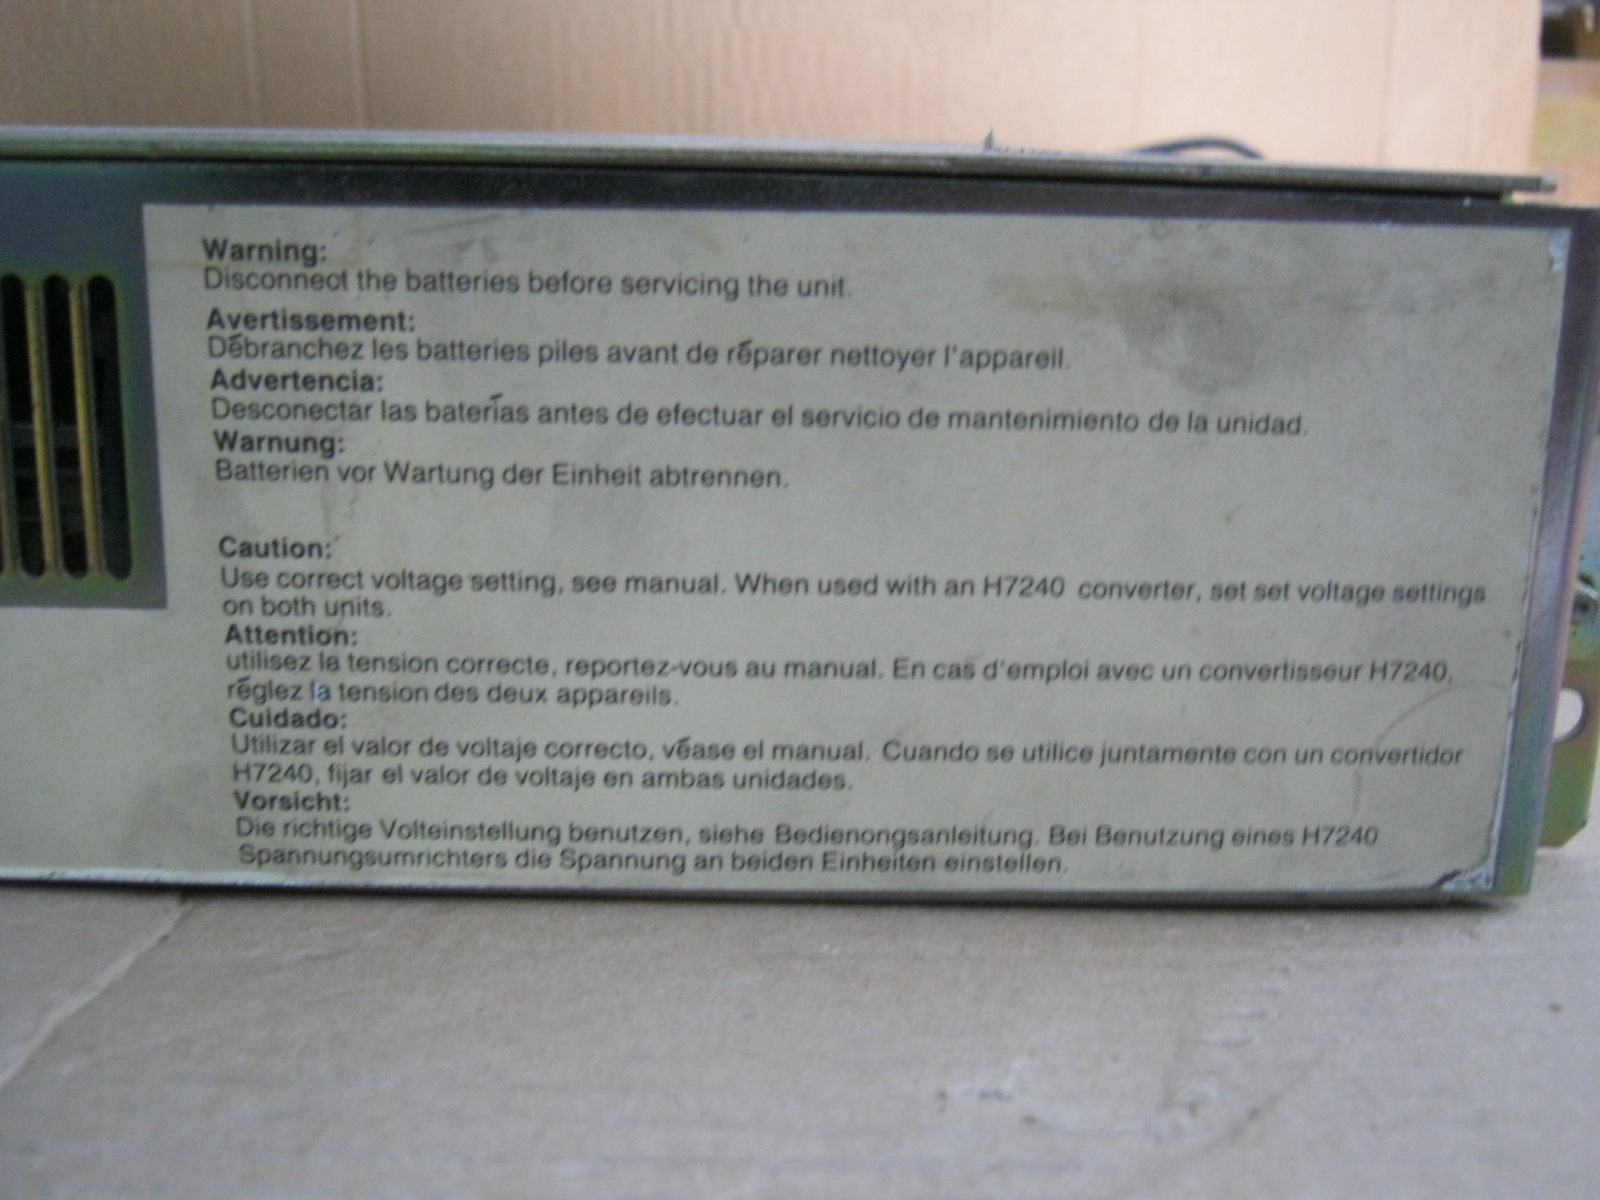 Warning:
Disconnect the batteries before servicing the unit.
Avertissement:
Débranchez les batteries piles avant de réparer nettoyer l'appareil.
Advertencia:
Desconectar las baterías antes de efectuar el servicio de mantenimiento de la unidad.
Warnung:
Batterien vor Wartung der Einheit abtrennen.
Caution:
Use correct voltage setting, see manual. When used with an H7240 converter, set set voltage settings
on both units.
Attention:
utilisez la tension correcte, reportez-vous au manual. En cas d'emploi avec un convertisseur H7240,
réglez la tension des deux appareils.
Cuidado:
Utilizar el valor de voltaje correcto, véase el manual. Cuando se utilice juntamente con un convertidor
H7240, fijar el valor de voltaje en ambas unidades.
Vorsicht:
Die richtige Volteinstellung benutzen, siehe Bedienongsanleitung. Bei Benutzung eines H7240
Spannungsumrichters die Spannung an beiden Einheiten einstellen.